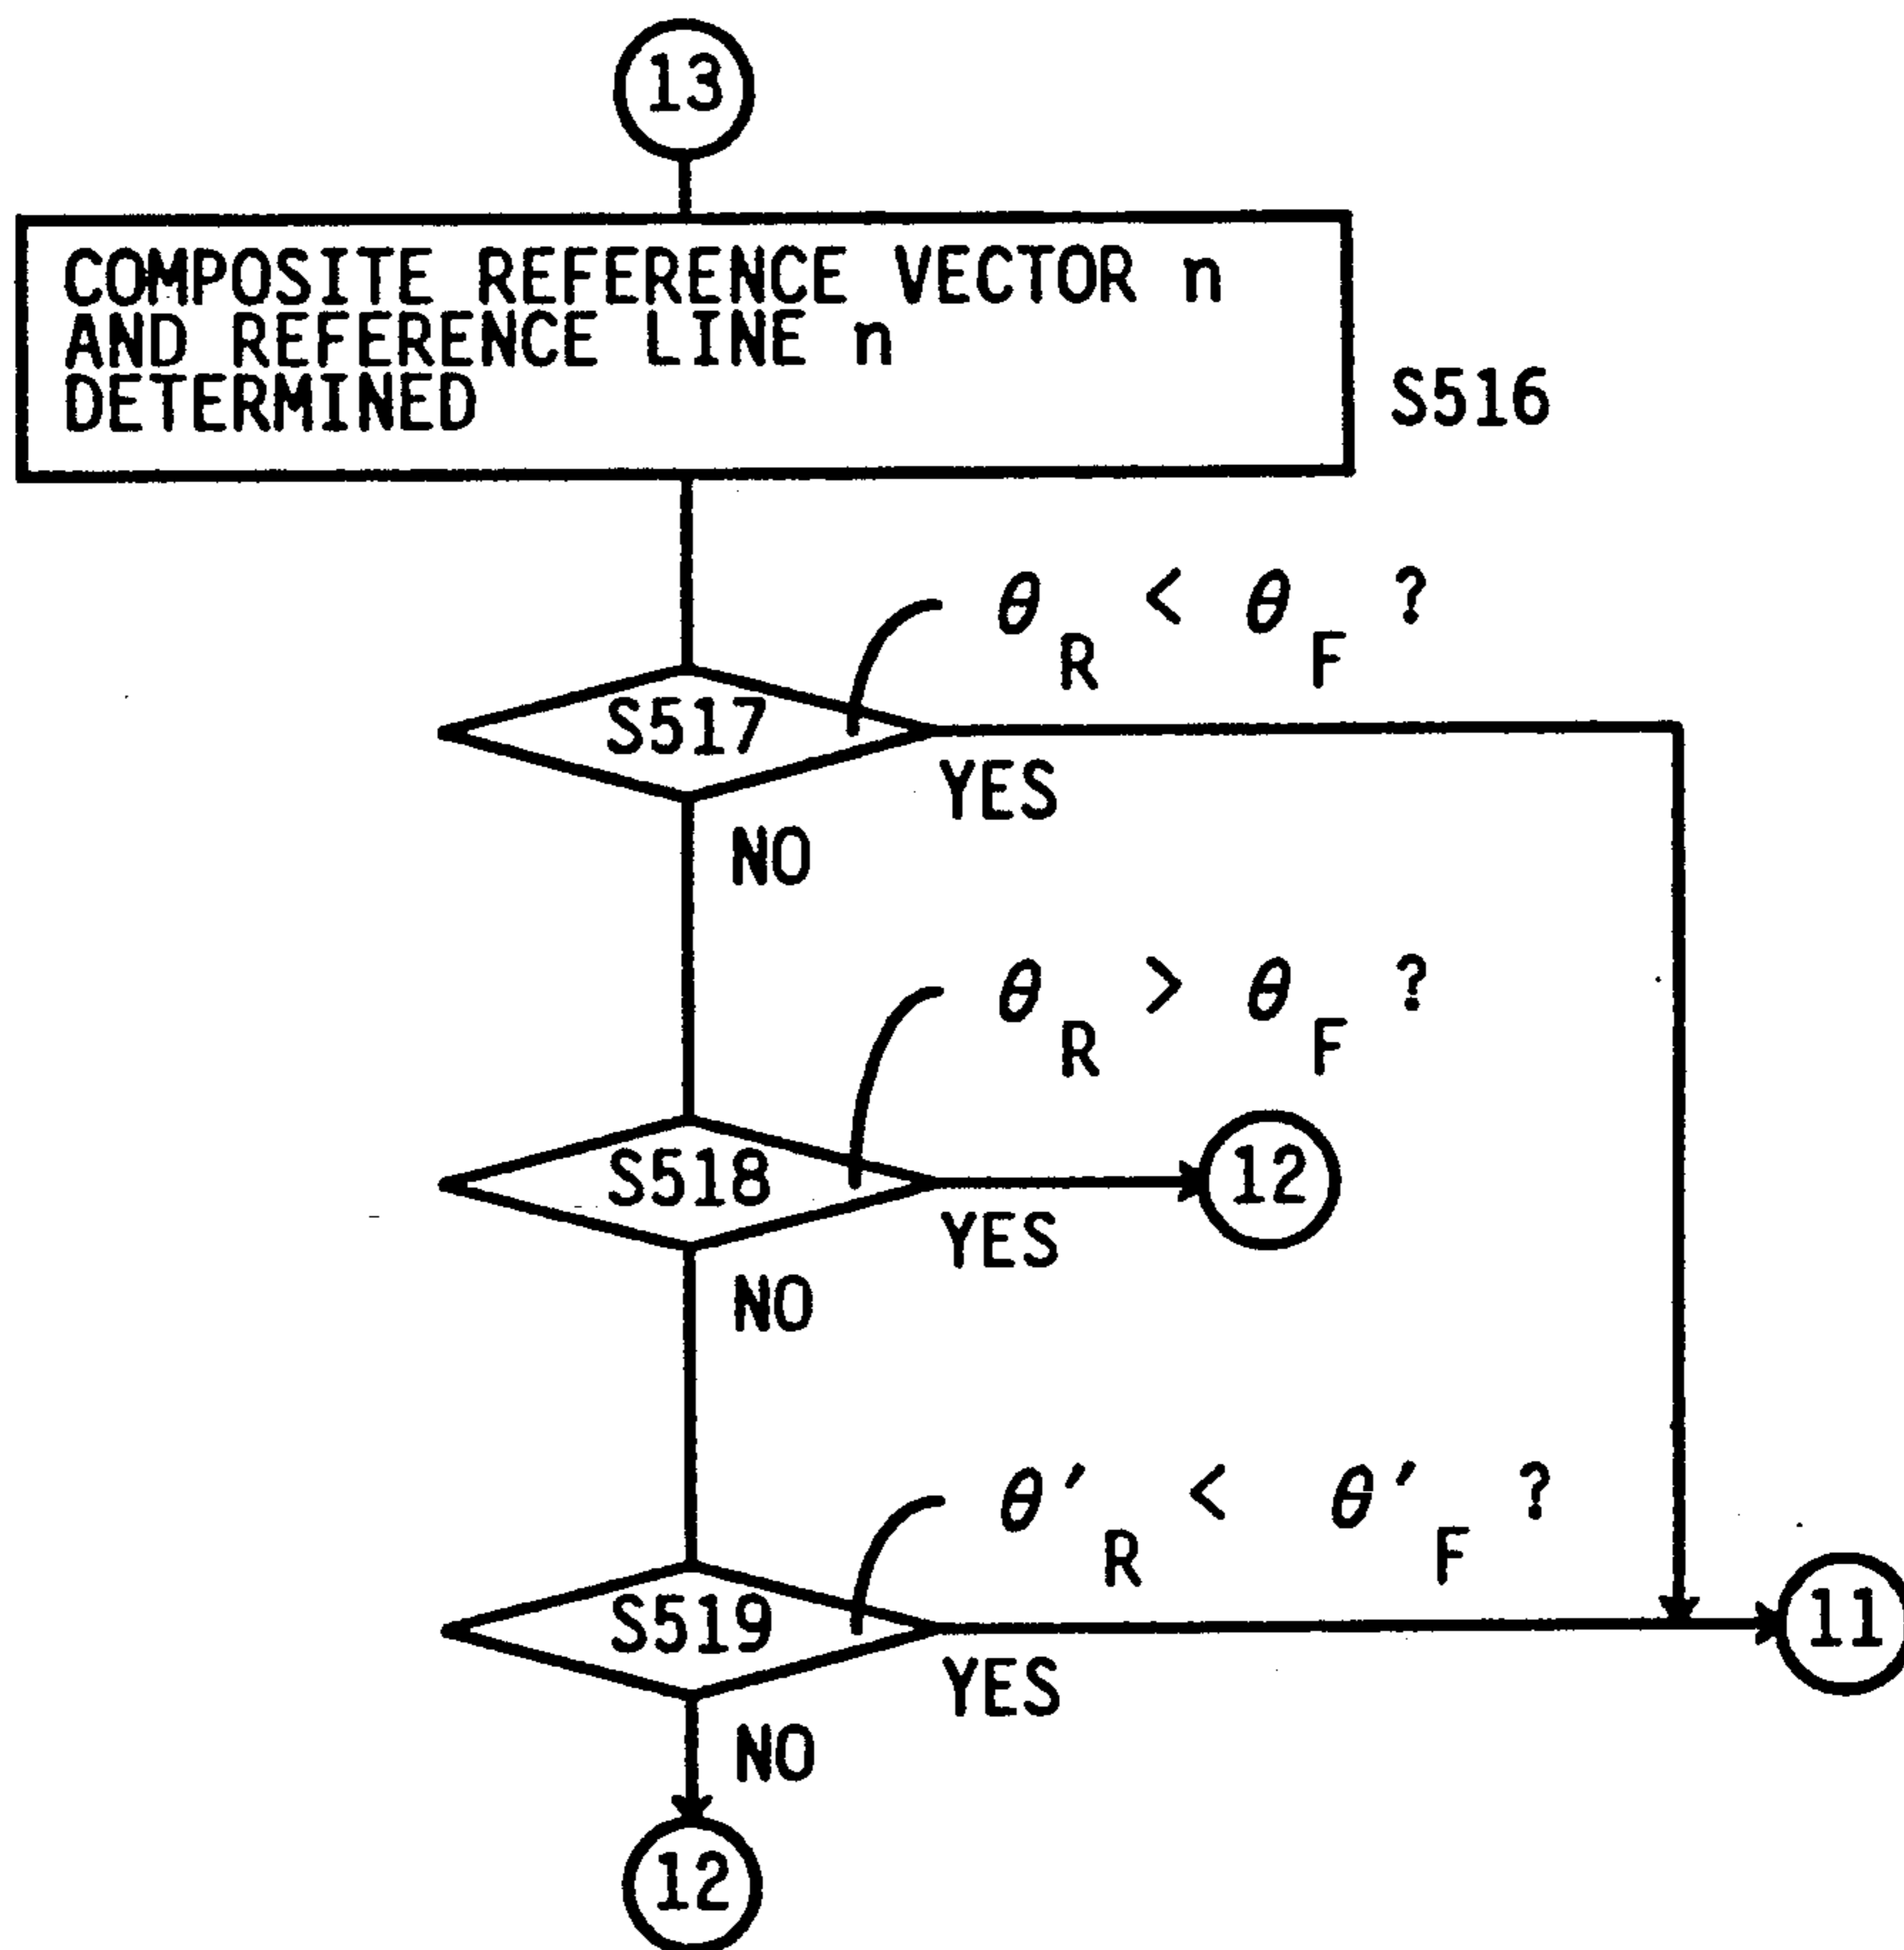 13
COMPOSITE REFERENCE VECTOR n
AND REFERENCE LINE n
DETERMINED
S516
θR < θF ?
S517
YES
NO
θR > θF ?
S518
12
YES
NO
θ'R < θ'F ?
S519
11
YES
NO
12